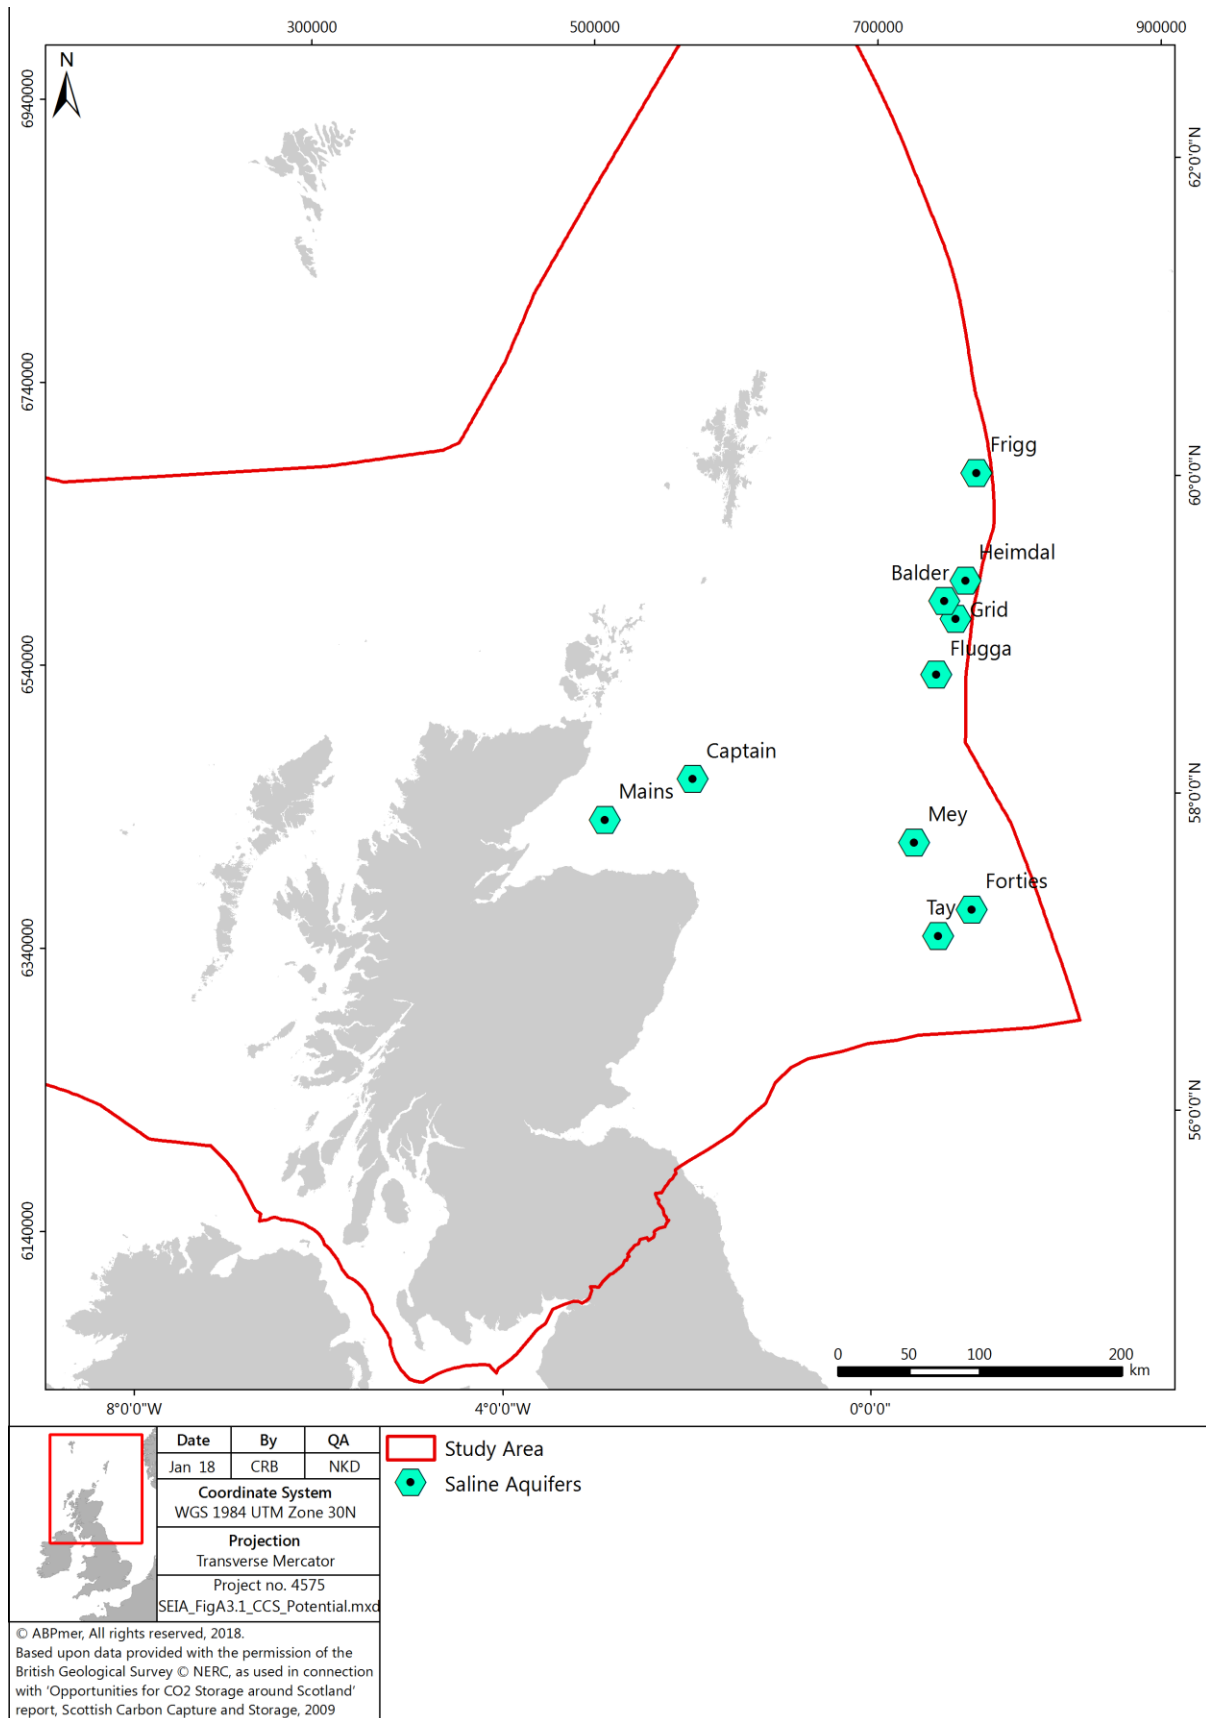 300000 500000 700000 900000
N
6940000
6740000
6540000
6340000
6140000
62°0'0"N
60°0'0"N
58°0'0"N
56°0'0"N
Frigg
Heimdal
Balder
Grid
Flugga
Captain
Mains
Mey
Forties
Tay
0 50 100 200
km
8°0'0"W 4°0'0"W 0°0'0"
Date By QA
Jan 18 CRB NKD
Coordinate System
WGS 1984 UTM Zone 30N
Projection
Transverse Mercator
Project no. 4575
SEIA_FigA3.1_CCS_Potential.mxd
© ABPmer, All rights reserved, 2018.
Based upon data provided with the permission of the
British Geological Survey © NERC, as used in connection
with 'Opportunities for CO2 Storage around Scotland'
report, Scottish Carbon Capture and Storage, 2009
Study Area
Saline Aquifers